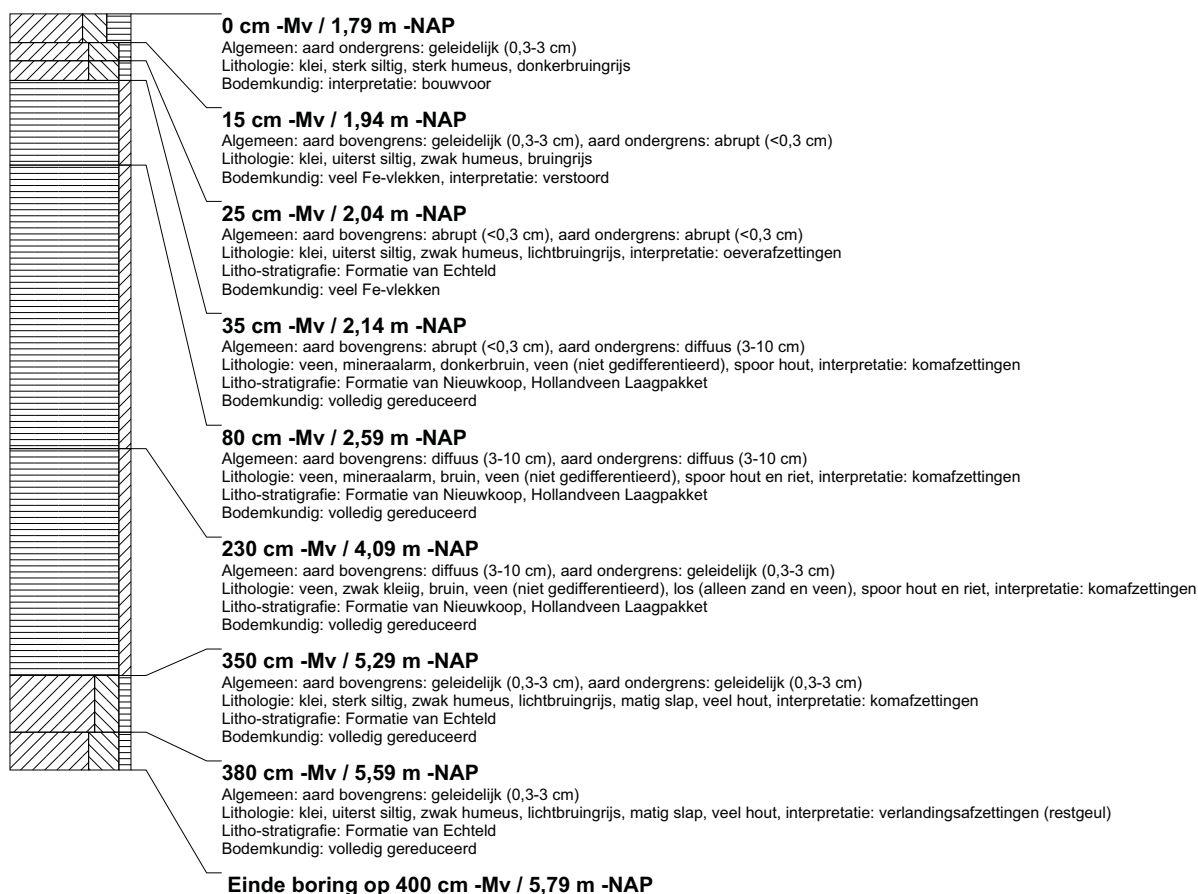 0 cm -Mv / 1,79 m -NAP
Algemeen: aard ondergrens: geleidelijk (0,3-3 cm)
Lithologie: klei, sterk siltig, sterk humeus, donkerbruingrijs
Bodemkundig: interpretatie: bouwvoor
15 cm -Mv / 1,94 m -NAP
Algemeen: aard bovengrens: geleidelijk (0,3-3 cm), aard ondergrens: abrupt (<0,3 cm)
Lithologie: klei, uiterst siltig, zwak humeus, bruingrijs
Bodemkundig: veel Fe-vlekken, interpretatie: verstoord
25 cm -Mv / 2,04 m -NAP
Algemeen: aard bovengrens: abrupt (<0,3 cm), aard ondergrens: abrupt (<0,3 cm)
Lithologie: klei, uiterst siltig, zwak humeus, lichtbruingrijs, interpretatie: oeverafzettingen
Litho-stratigrafie: Formatie van Echteld
Bodemkundig: veel Fe-vlekken
35 cm -Mv / 2,14 m -NAP
Algemeen: aard bovengrens: abrupt (<0,3 cm), aard ondergrens: diffuus (3-10 cm)
Lithologie: veen, mineraalarm, donkerbruin, veen (niet gedifferentieerd), spoor hout, interpretatie: komafzettingen
Litho-stratigrafie: Formatie van Nieuwkoop, Hollandveen Laagpakket
Bodemkundig: volledig gereduceerd
80 cm -Mv / 2,59 m -NAP
Algemeen: aard bovengrens: diffuus (3-10 cm), aard ondergrens: diffuus (3-10 cm)
Lithologie: veen, mineraalarm, bruin, veen (niet gedifferentieerd), spoor hout en riet, interpretatie: komafzettingen
Litho-stratigrafie: Formatie van Nieuwkoop, Hollandveen Laagpakket
Bodemkundig: volledig gereduceerd
230 cm -Mv / 4,09 m -NAP
Algemeen: aard bovengrens: diffuus (3-10 cm), aard ondergrens: geleidelijk (0,3-3 cm)
Lithologie: veen, zwak kleiig, bruin, veen (niet gedifferentieerd), los (alleen zand en veen), spoor hout en riet, interpretatie: komafzettingen
Litho-stratigrafie: Formatie van Nieuwkoop, Hollandveen Laagpakket
Bodemkundig: volledig gereduceerd
350 cm -Mv / 5,29 m -NAP
Algemeen: aard bovengrens: geleidelijk (0,3-3 cm), aard ondergrens: geleidelijk (0,3-3 cm)
Lithologie: klei, sterk siltig, zwak humeus, lichtbruingrijs, matig slap, veel hout, interpretatie: komafzettingen
Litho-stratigrafie: Formatie van Echteld
Bodemkundig: volledig gereduceerd
380 cm -Mv / 5,59 m -NAP
Algemeen: aard bovengrens: geleidelijk (0,3-3 cm)
Lithologie: klei, uiterst siltig, zwak humeus, lichtbruingrijs, matig slap, veel hout, interpretatie: verlandingsafzettingen (restgeul)
Litho-stratigrafie: Formatie van Echteld
Bodemkundig: volledig gereduceerd
Einde boring op 400 cm -Mv / 5,79 m -NAP